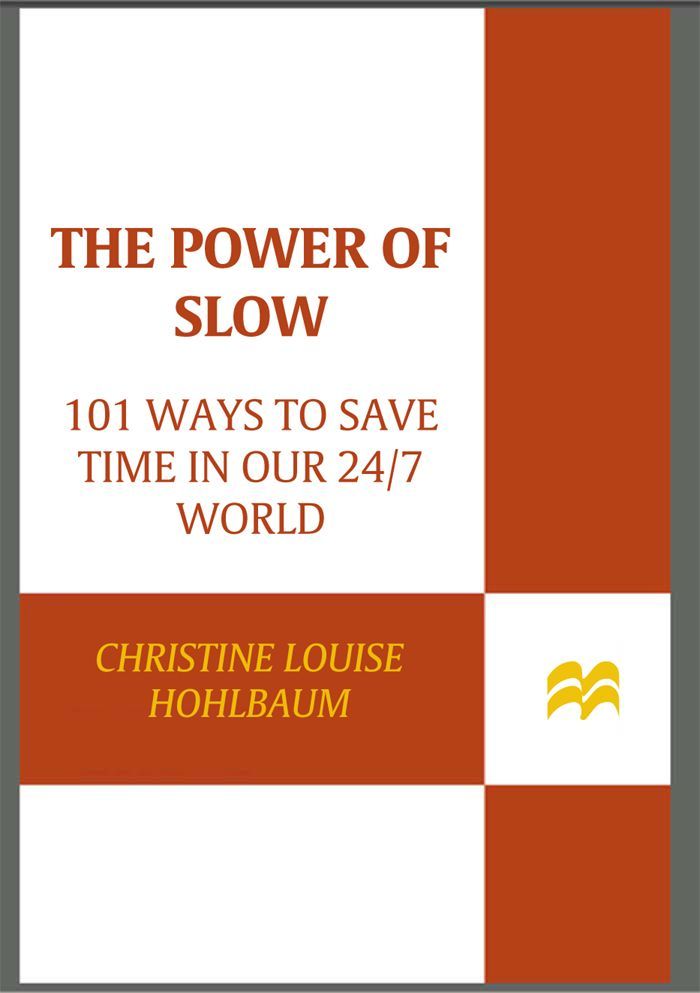 THE POWER OF
SLOW
101 WAYS TO SAVE
TIME IN OUR 24/7
WORLD
CHRISTINE LOUISE
HOHLBAUM